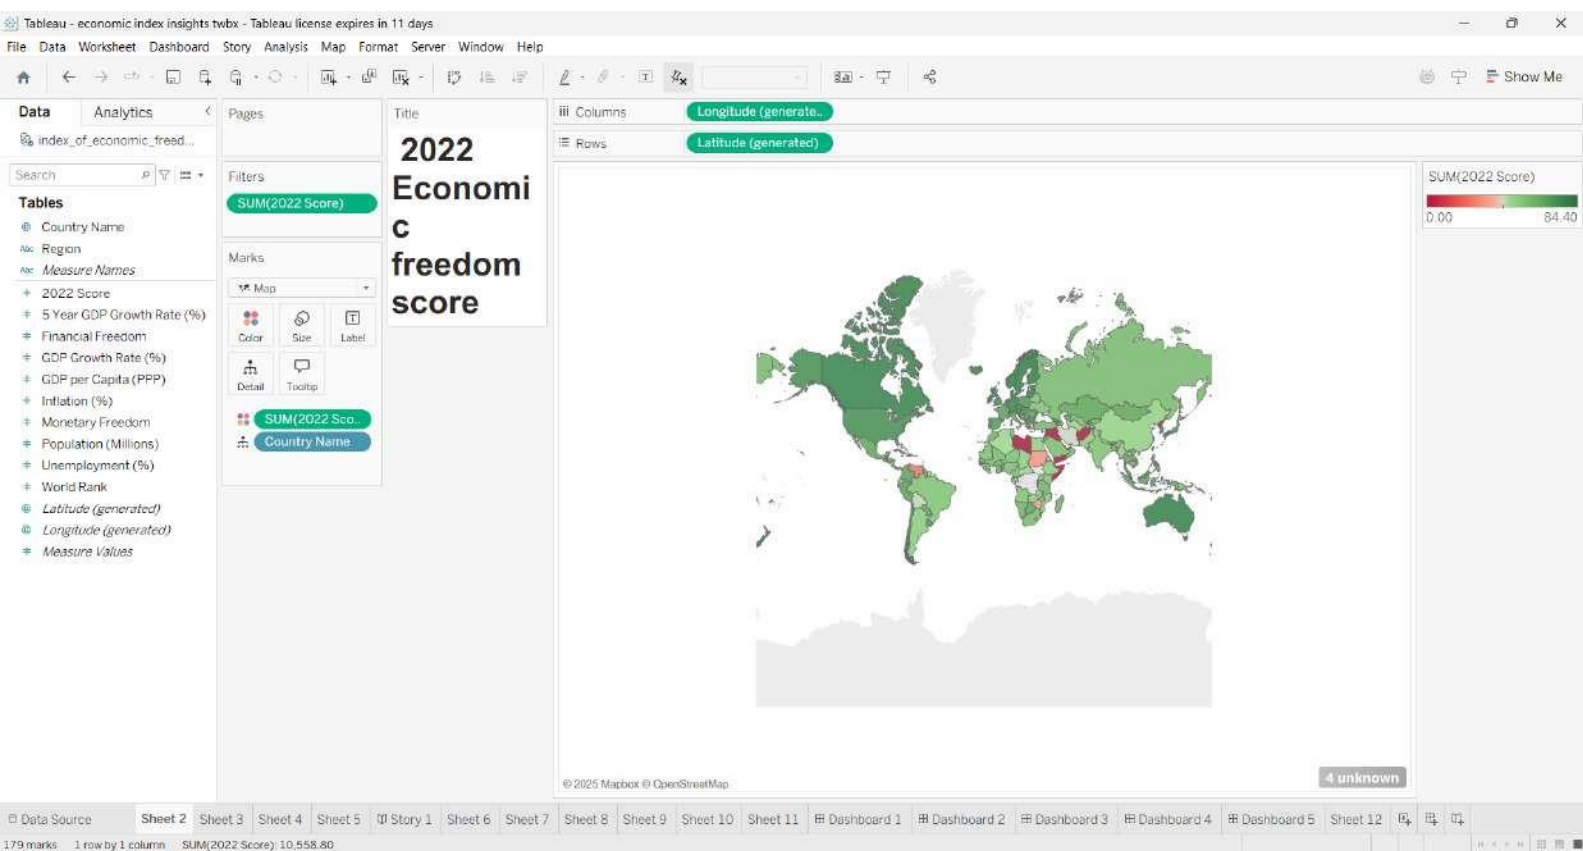 Tableau - economic index insights twbx - Tableau license expires in 11 days
File Data Worksheet Dashboard Story Analysis Map Format Server Window Help
Show Me
Data Analytics
index_of_economic_freed...
Search
Tables
Country Name
Abc Region
Abc Measure Names
2022 Score
5 Year GDP Growth Rate (%)
Financial Freedom
GDP Growth Rate (%)
GDP per Capita (PPP)
Inflation (%)
Monetary Freedom
Population (Millions)
Unemployment (%)
World Rank
Latitude (generated)
Longitude (generated)
Measure Values
Pages
Filters
SUM(2022 Score)
Marks
Map
Color Size Label
Detail Tooltip
SUM(2022 Sco..
Country Name
Title
2022
Economi
c
freedom
score
Columns Longitude (generate..
Rows Latitude (generated)
SUM(2022 Score)
0.00 84.40
© 2025 Mapbox © OpenStreetMap
4 unknown
Data Source Sheet 2 Sheet 3 Sheet 4 Sheet 5 Story 1 Sheet 6 Sheet 7 Sheet 8 Sheet 9 Sheet 10 Sheet 11 Dashboard 1 Dashboard 2 Dashboard 3 Dashboard 4 Dashboard 5 Sheet 12
179 marks 1 row by 1 column SUM(2022 Score): 10,558.80